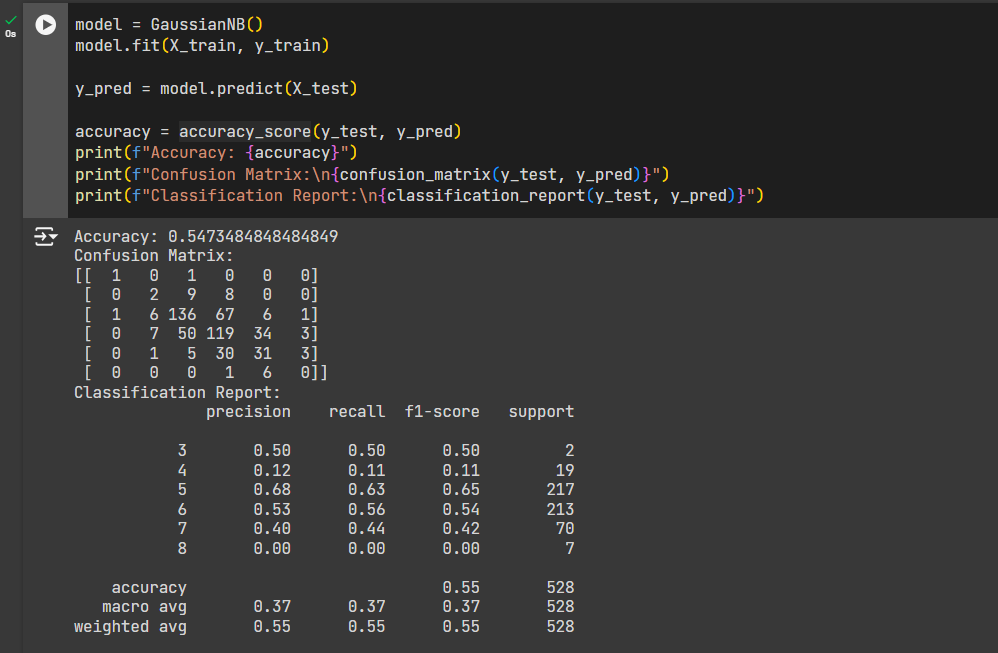 0s
model = GaussianNB()
model.fit(X_train, y_train)
y_pred = model.predict(X_test)
accuracy = accuracy_score(y_test, y_pred)
print(f"Accuracy: {accuracy}")
print(f"Confusion Matrix:\n{confusion_matrix(y_test, y_pred)}")
print(f"Classification Report:\n{classification_report(y_test, y_pred)}")
Accuracy: 0.5473484848484849
Confusion Matrix:
[[  1   0   1   0   0   0]
 [  0   2   9   8   0   0]
 [  1   6 136  67   6   1]
 [  0   7  50 119  34   3]
 [  0   1   5  30  31   3]
 [  0   0   0   1   6   0]]
Classification Report:
              precision    recall  f1-score   support
           3       0.50      0.50      0.50         2
           4       0.12      0.11      0.11        19
           5       0.68      0.63      0.65       217
           6       0.53      0.56      0.54       213
           7       0.40      0.44      0.42        70
           8       0.00      0.00      0.00         7
    accuracy                           0.55       528
   macro avg       0.37      0.37      0.37       528
weighted avg       0.55      0.55      0.55       528